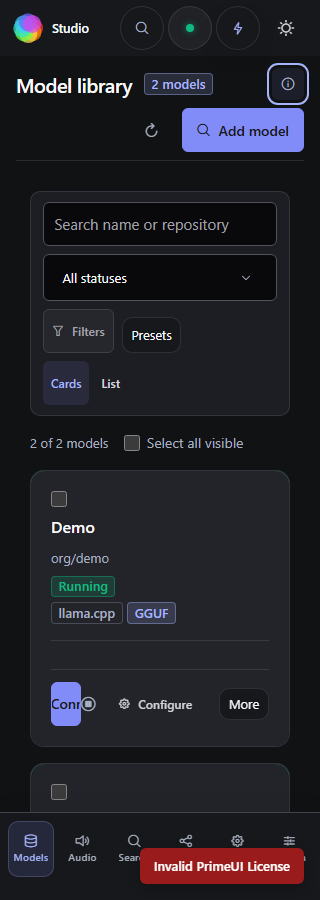 Studio
Model library
2 models
Add model
Search name or repository
All statuses
Filters
Presets
Cards
List
2 of 2 models
Select all visible
Demo
org/demo
Running
llama.cpp
GGUF
Configure
More
Models
Audio
Invalid PrimeUI License